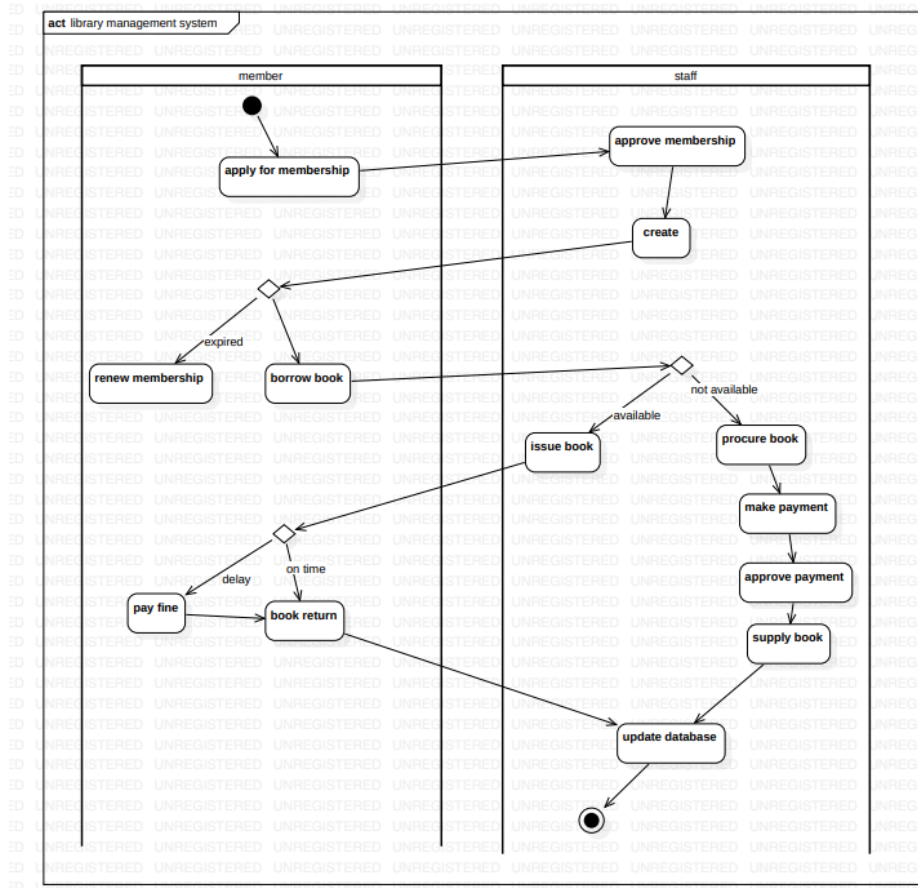 act library management system
member
staff
approve membership
apply for membership
create
expired
renew membership
borrow book
not available
available
issue book
procure book
make payment
delay
on time
approve payment
pay fine
book return
supply book
update database
UNREGISTERED